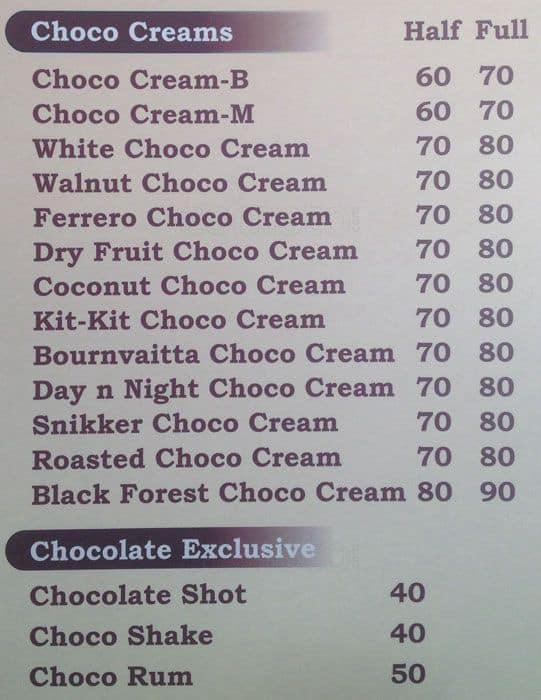 Choco Creams Half Full
Choco Cream-B 60 70
Choco Cream-M 60 70
White Choco Cream 70 80
Walnut Choco Cream 70 80
Ferrero Choco Cream 70 80
Dry Fruit Choco Cream 70 80
Coconut Choco Cream 70 80
Kit-Kit Choco Cream 70 80
Bournvaitta Choco Cream 70 80
Day n Night Choco Cream 70 80
Snikker Choco Cream 70 80
Roasted Choco Cream 70 80
Black Forest Choco Cream 80 90
Chocolate Exclusive
Chocolate Shot 40
Choco Shake 40
Choco Rum 50